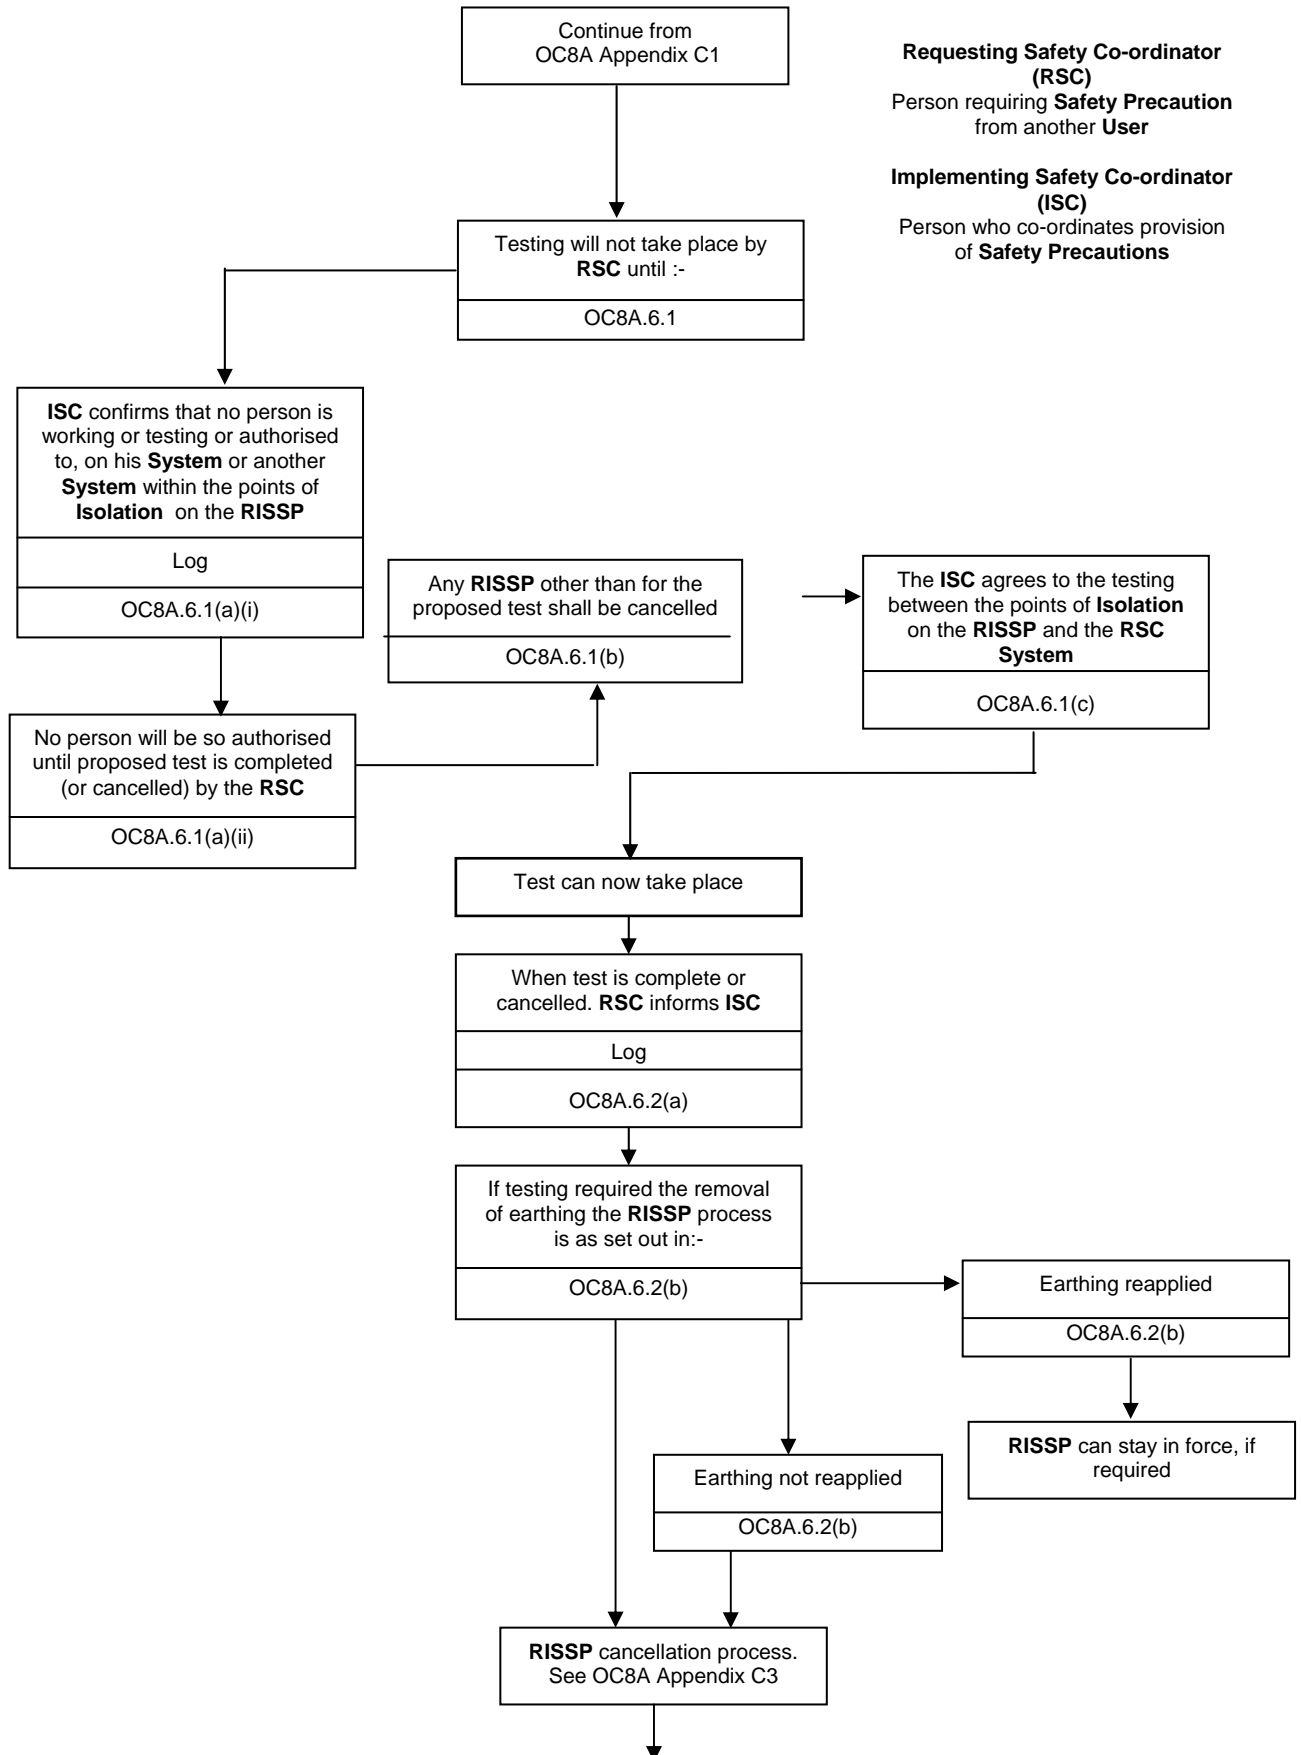 Continue from
OC8A Appendix C1
Requesting Safety Co-ordinator
(RSC)
Person requiring Safety Precaution
from another User
Implementing Safety Co-ordinator
(ISC)
Person who co-ordinates provision
of Safety Precautions
Testing will not take place by
RSC until :-
OC8A.6.1
ISC confirms that no person is
working or testing or authorised
to, on his System or another
System within the points of
Isolation on the RISSP
Log
OC8A.6.1(a)(i)
No person will be so authorised
until proposed test is completed
(or cancelled) by the RSC
OC8A.6.1(a)(ii)
Any RISSP other than for the
proposed test shall be cancelled
OC8A.6.1(b)
The ISC agrees to the testing
between the points of Isolation
on the RISSP and the RSC
System
OC8A.6.1(c)
Test can now take place
When test is complete or
cancelled. RSC informs ISC
Log
OC8A.6.2(a)
If testing required the removal
of earthing the RISSP process
is as set out in:-
OC8A.6.2(b)
Earthing reapplied
OC8A.6.2(b)
RISSP can stay in force, if
required
Earthing not reapplied
OC8A.6.2(b)
RISSP cancellation process.
See OC8A Appendix C3